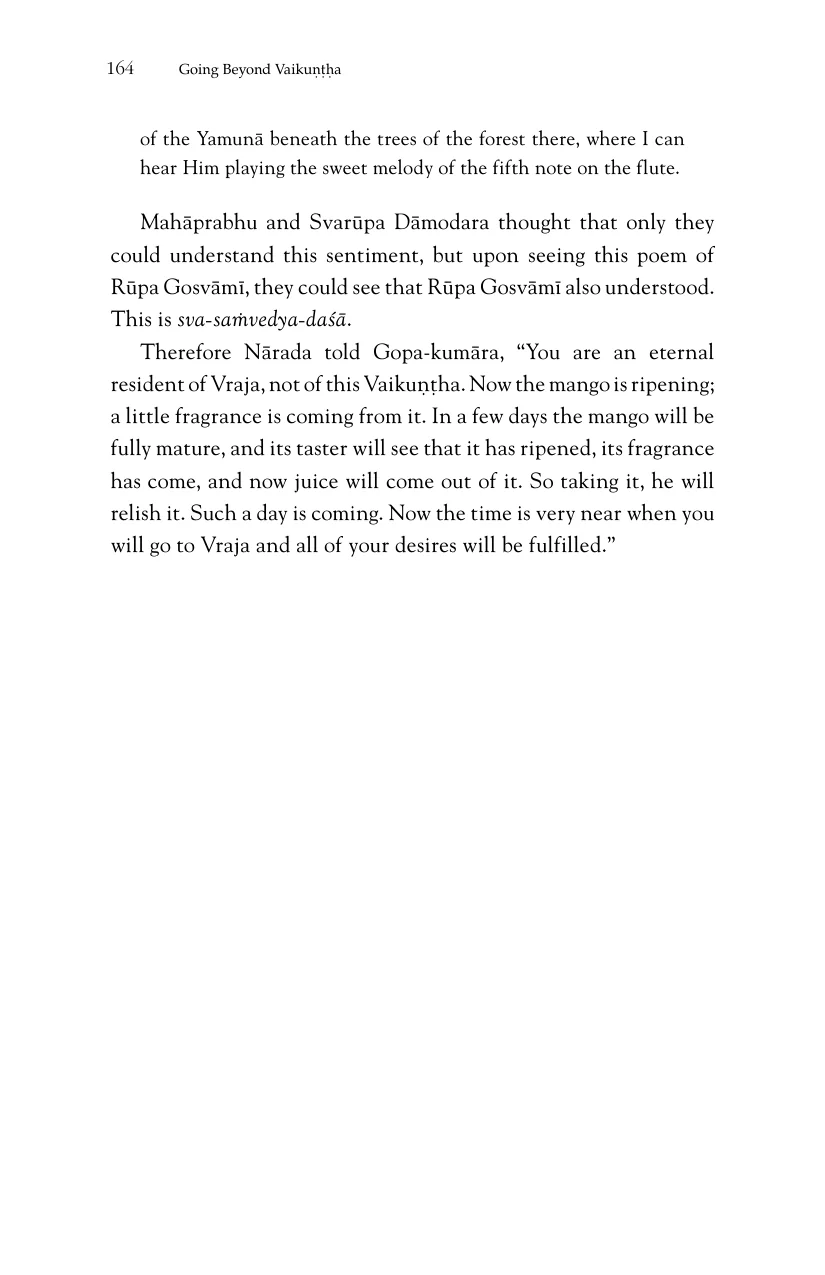 164 Going Beyond Vaikuṇṭha
of the Yamunā beneath the trees of the forest there, where I can
hear Him playing the sweet melody of the fifth note on the flute.
Mahāprabhu and Svarūpa Dāmodara thought that only they
could understand this sentiment, but upon seeing this poem of
Rūpa Gosvāmī, they could see that Rūpa Gosvāmī also understood.
This is sva-saṁvedya-daśā.
Therefore Nārada told Gopa-kumāra, “You are an eternal
resident of Vraja, not of this Vaikuṇṭha. Now the mango is ripening;
a little fragrance is coming from it. In a few days the mango will be
fully mature, and its taster will see that it has ripened, its fragrance
has come, and now juice will come out of it. So taking it, he will
relish it. Such a day is coming. Now the time is very near when you
will go to Vraja and all of your desires will be fulfilled.”